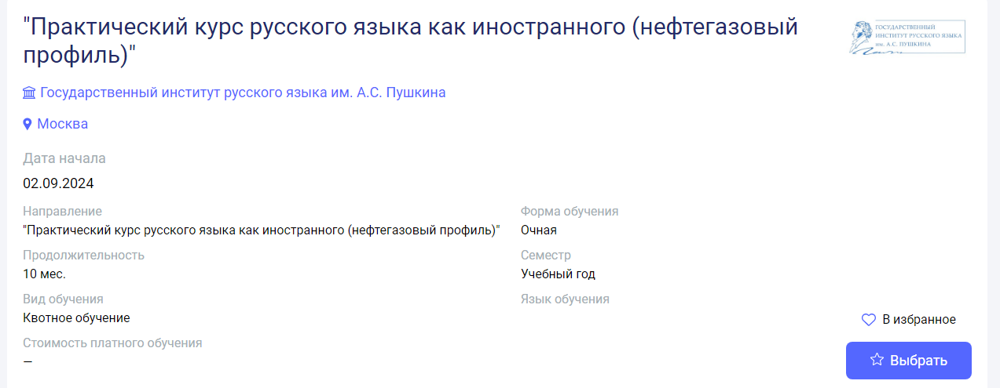 "Практический курс русского языка как иностранного (нефтегазовый
профиль)"
ГОСУДАРСТВЕННЫЙ
ИНСТИТУТ РУССКОГО ЯЗЫКА
им. А.С. ПУШКИНА
Государственный институт русского языка им. А.С. Пушкина
Москва
Дата начала
02.09.2024
Направление
"Практический курс русского языка как иностранного (нефтегазовый профиль)"
Форма обучения
Очная
Продолжительность
10 мес.
Семестр
Учебный год
Вид обучения
Квотное обучение
Язык обучения
Стоимость платного обучения
—
В избранное
Выбрать